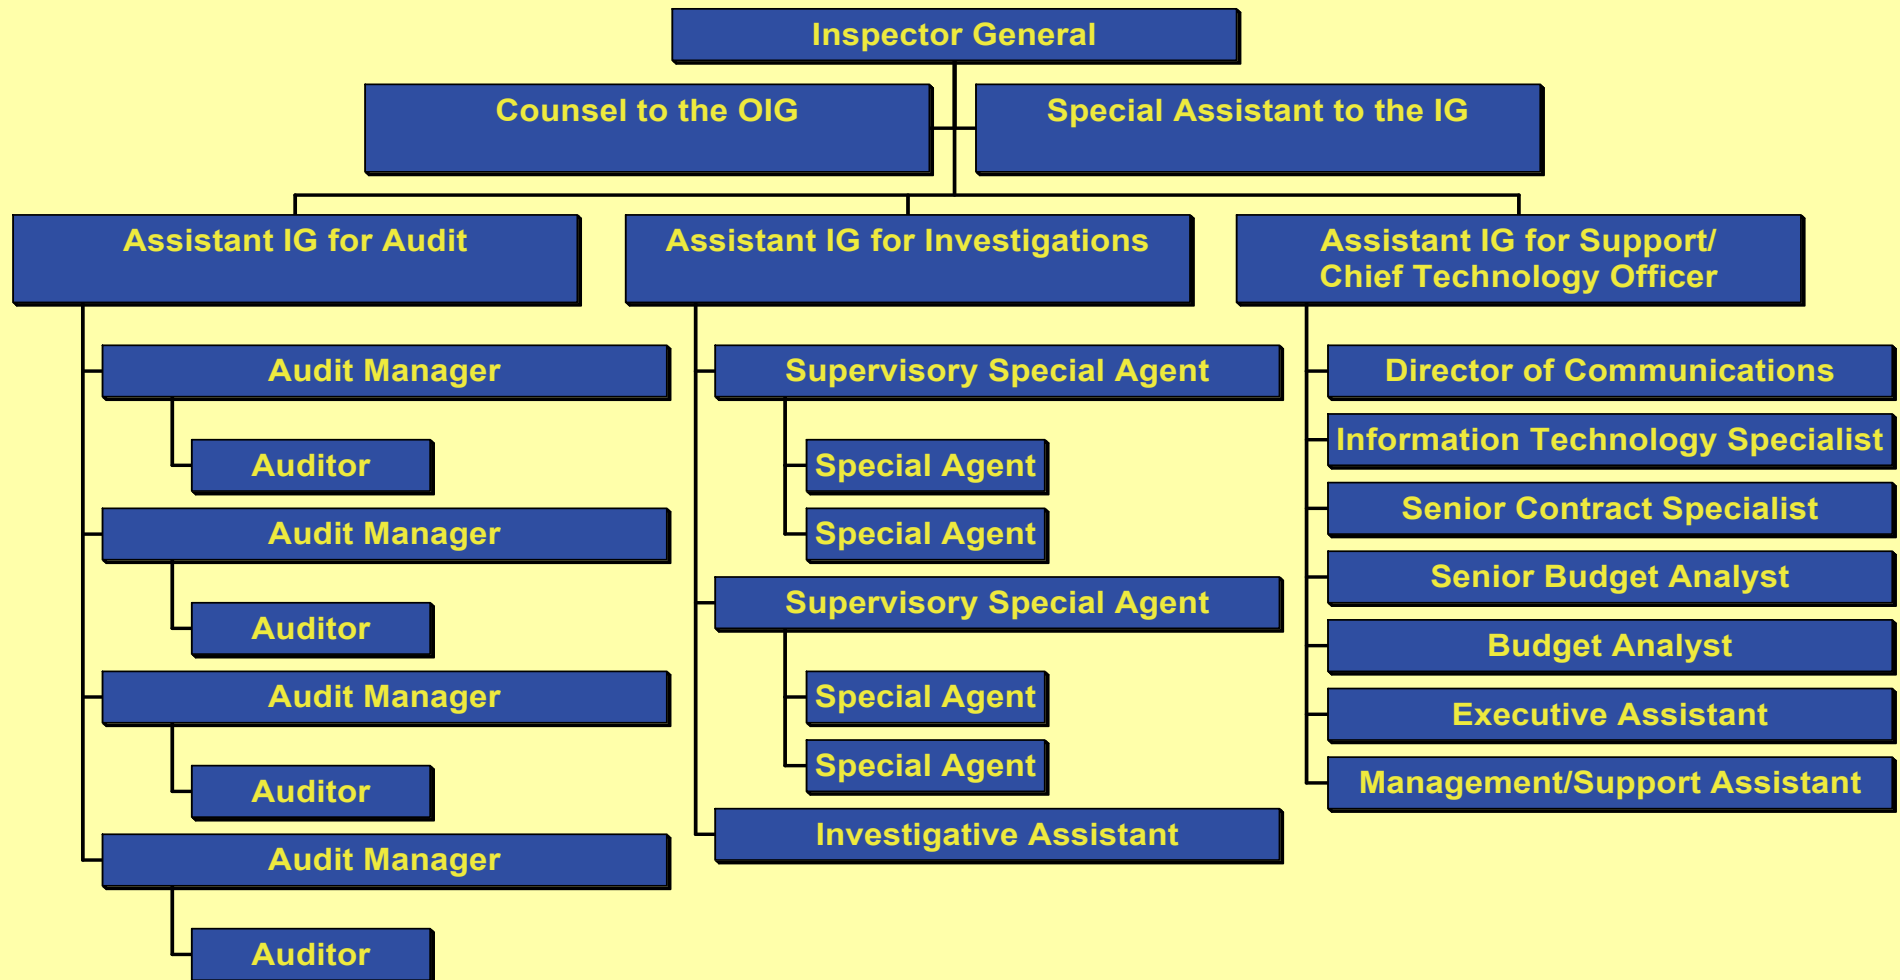 Inspector General
Counsel to the OIG
Special Assistant to the IG
Assistant IG for Audit
Audit Manager
Auditor
Audit Manager
Auditor
Audit Manager
Auditor
Audit Manager
Auditor
Assistant IG for Investigations
Supervisory Special Agent
Special Agent
Special Agent
Supervisory Special Agent
Special Agent
Special Agent
Investigative Assistant
Assistant IG for Support/
Chief Technology Officer
Director of Communications
Information Technology Specialist
Senior Contract Specialist
Senior Budget Analyst
Budget Analyst
Executive Assistant
Management/Support Assistant